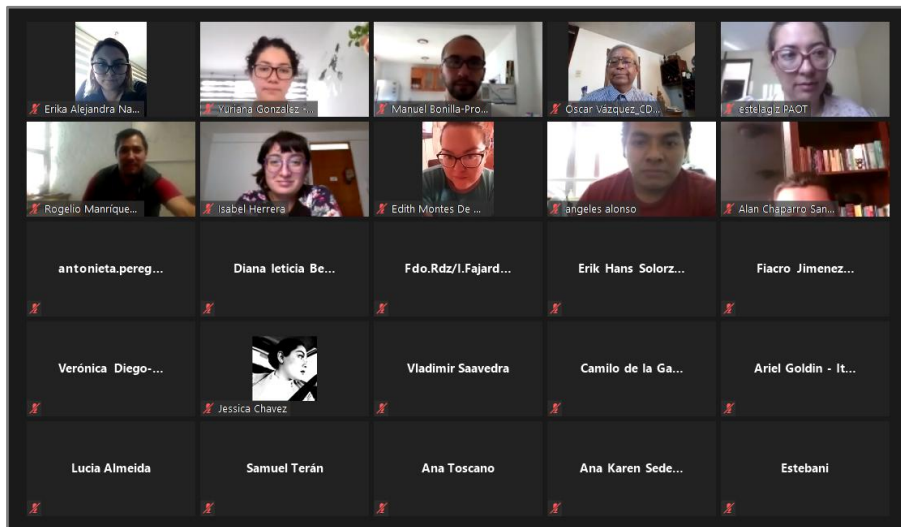 Erika Alejandra Na...
Yuriana Gonzalez -...
Manuel Bonilla-Pro...
Oscar Vázquez_CD...
estelagiz PAOT
Rogelio Manríque...
Isabel Herrera
Edith Montes De ...
angeles alonso
Alan Chaparro San...
antonieta.pereg...
Diana leticia Be...
Fdo.Rdz/I.Fajard...
Erik Hans Solorz...
Fiacro Jimenez...
Verónica Diego-...
Jessica Chavez
Vladimir Saavedra
Camilo de la Ga...
Ariel Goldin - It...
Lucia Almeida
Samuel Terán
Ana Toscano
Ana Karen Sede...
Estebani